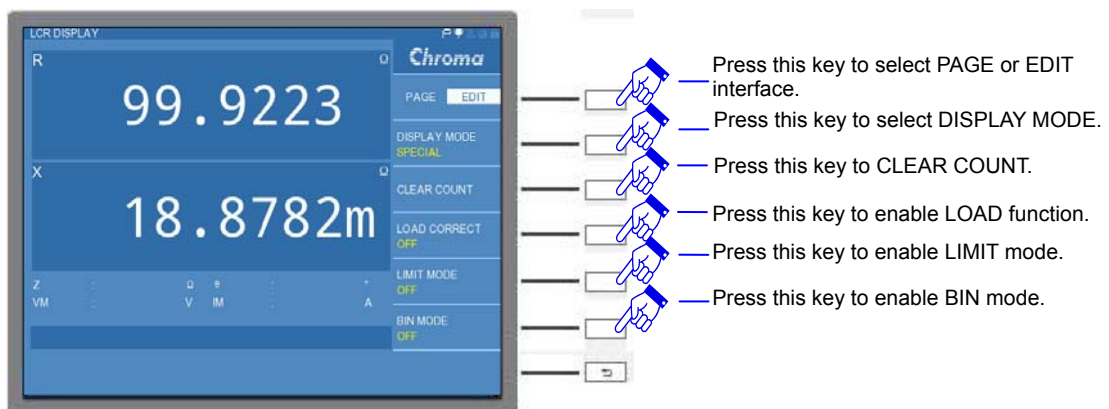 LCR DISPLAY
R Ω
99.9223
X Ω
18.8782m
Z : Ω θ : °
VM : V IM : A
Chroma
PAGE EDIT
DISPLAY MODE
SPECIAL
CLEAR COUNT
LOAD CORRECT
OFF
LIMIT MODE
OFF
BIN MODE
OFF
Press this key to select PAGE or EDIT
interface.
Press this key to select DISPLAY MODE.
Press this key to CLEAR COUNT.
Press this key to enable LOAD function.
Press this key to enable LIMIT mode.
Press this key to enable BIN mode.